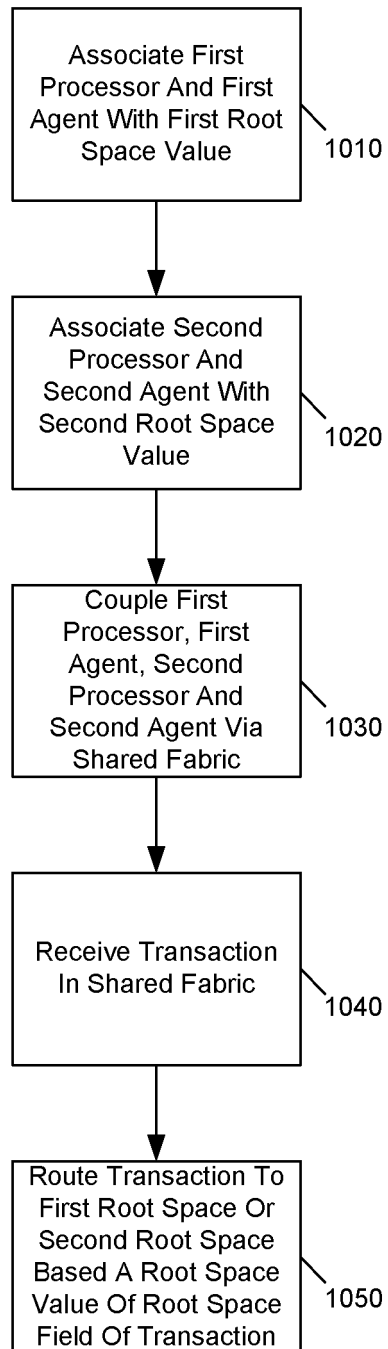 Associate First
Processor And First
Agent With First Root
Space Value
1010
Associate Second
Processor And
Second Agent With
Second Root Space
Value
1020
Couple First
Processor, First
Agent, Second
Processor And
Second Agent Via
Shared Fabric
1030
Receive Transaction
In Shared Fabric
1040
Route Transaction To
First Root Space Or
Second Root Space
Based A Root Space
Value Of Root Space
Field Of Transaction
1050